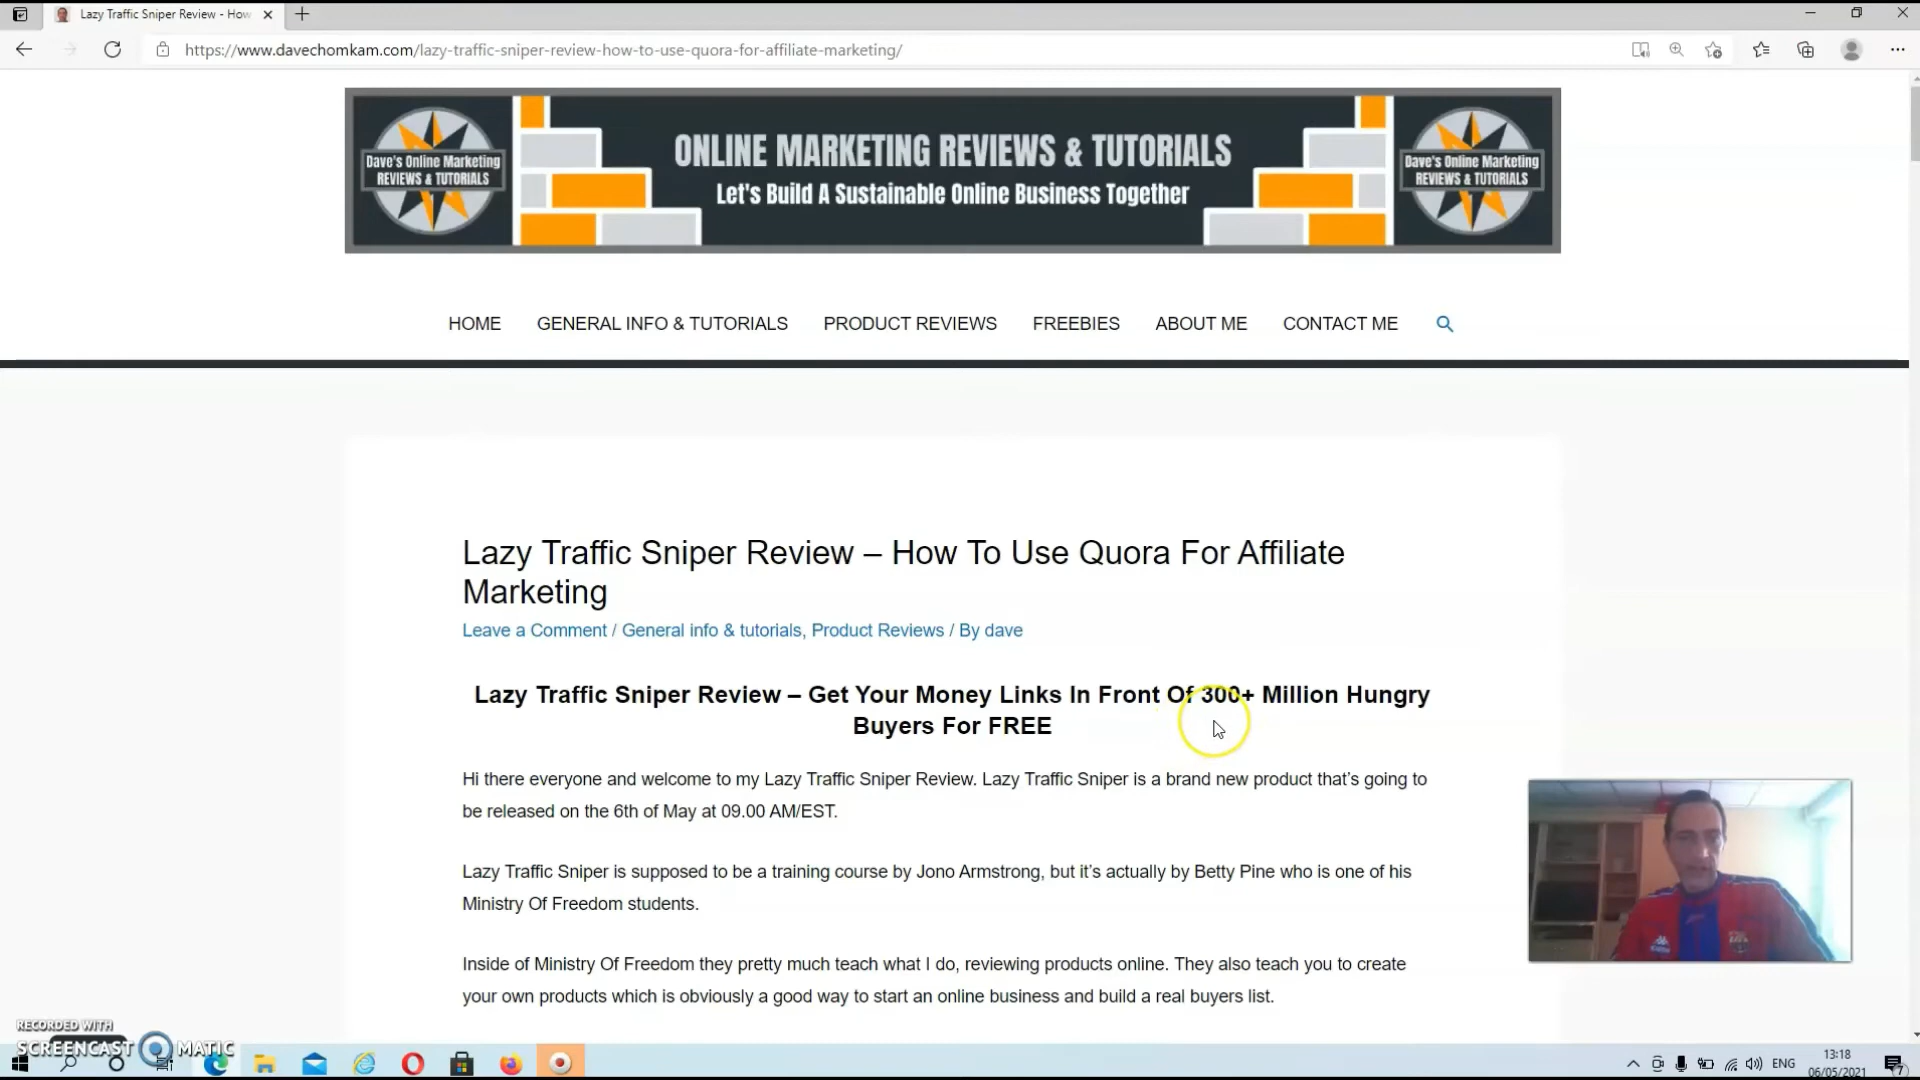 Lazy Traffic Sniper Review - How
https://www.davechomkam.com/lazy-traffic-sniper-review-how-to-use-quora-for-affiliate-marketing/
Dave's Online Marketing
REVIEWS & TUTORIALS
ONLINE MARKETING REVIEWS & TUTORIALS
Let's Build A Sustainable Online Business Together
Dave's Online Marketing
REVIEWS & TUTORIALS
HOME GENERAL INFO & TUTORIALS PRODUCT REVIEWS FREEBIES ABOUT ME CONTACT ME
Lazy Traffic Sniper Review – How To Use Quora For Affiliate
Marketing
Leave a Comment / General info & tutorials, Product Reviews / By dave
Lazy Traffic Sniper Review – Get Your Money Links In Front Of 300+ Million Hungry
Buyers For FREE
Hi there everyone and welcome to my Lazy Traffic Sniper Review. Lazy Traffic Sniper is a brand new product that's going to
be released on the 6th of May at 09.00 AM/EST.
Lazy Traffic Sniper is supposed to be a training course by Jono Armstrong, but it's actually by Betty Pine who is one of his
Ministry Of Freedom students.
Inside of Ministry Of Freedom they pretty much teach what I do, reviewing products online. They also teach you to create
your own products which is obviously a good way to start an online business and build a real buyers list.
RECORDED WITH
SCREENCAST MATIC
ENG
13:18
06/05/2021
7